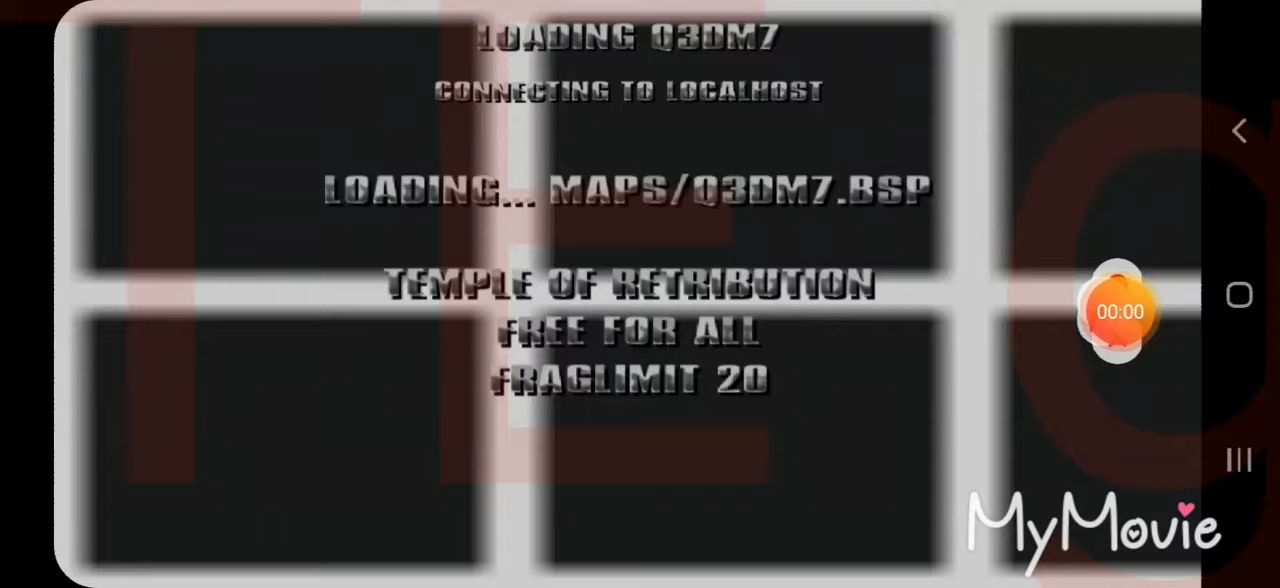 LOADING Q3DM7
CONNECTING TO LOCALHOST
LOADING... MAPS/Q3DM7.BSP
TEMPLE OF RETRIBUTION
FREE FOR ALL
FRAGLIMIT 20
00:00
MyMovie